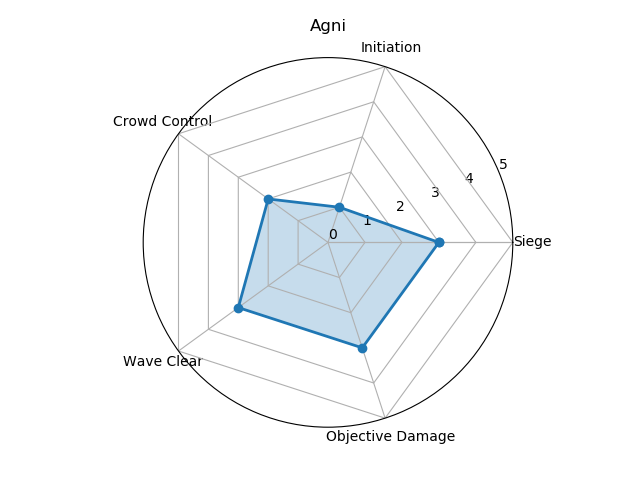 Agni
Initiation
Crowd Control
5
4
3
2
1
0
Siege
Wave Clear
Objective Damage